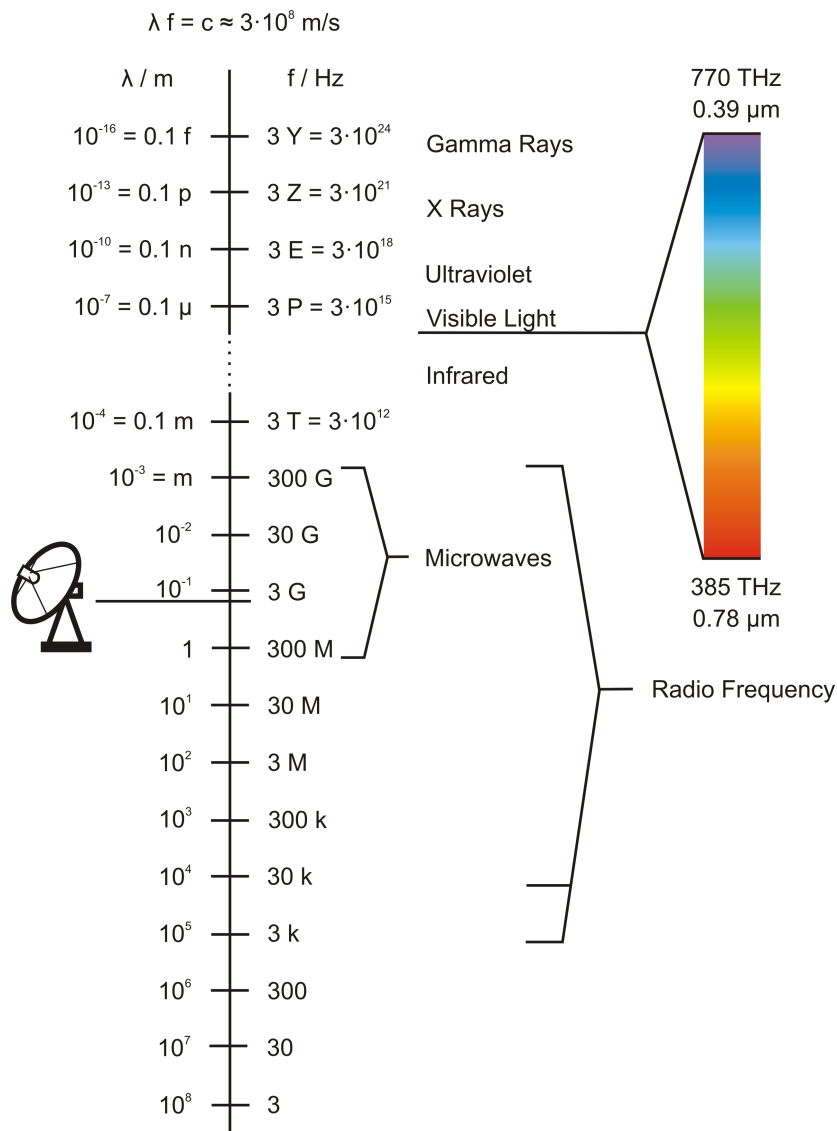 λ f = c ≈ 3·10⁸ m/s
λ / m f / Hz
10⁻¹⁶ = 0.1 f 3 Y = 3·10²⁴
10⁻¹³ = 0.1 p 3 Z = 3·10²¹
10⁻¹⁰ = 0.1 n 3 E = 3·10¹⁸
10⁻⁷ = 0.1 μ 3 P = 3·10¹⁵
10⁻⁴ = 0.1 m 3 T = 3·10¹²
10⁻³ = m 300 G
10⁻² 30 G
10⁻¹ 3 G
1 300 M
10¹ 30 M
10² 3 M
10³ 300 k
10⁴ 30 k
10⁵ 3 k
10⁶ 300
10⁷ 30
10⁸ 3
Gamma Rays
X Rays
Ultraviolet
Visible Light
Infrared
Microwaves
Radio Frequency
770 THz
0.39 μm
385 THz
0.78 μm